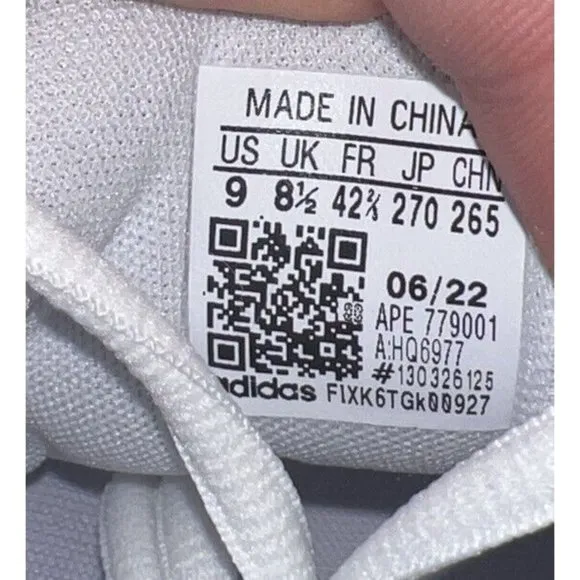 MADE IN CHINA
US UK FR JP CHN
9 8½ 42⅔ 270 265
06/22
APE 779001
A:HQ6977
#130326125
adidas FlXK6TGk00927